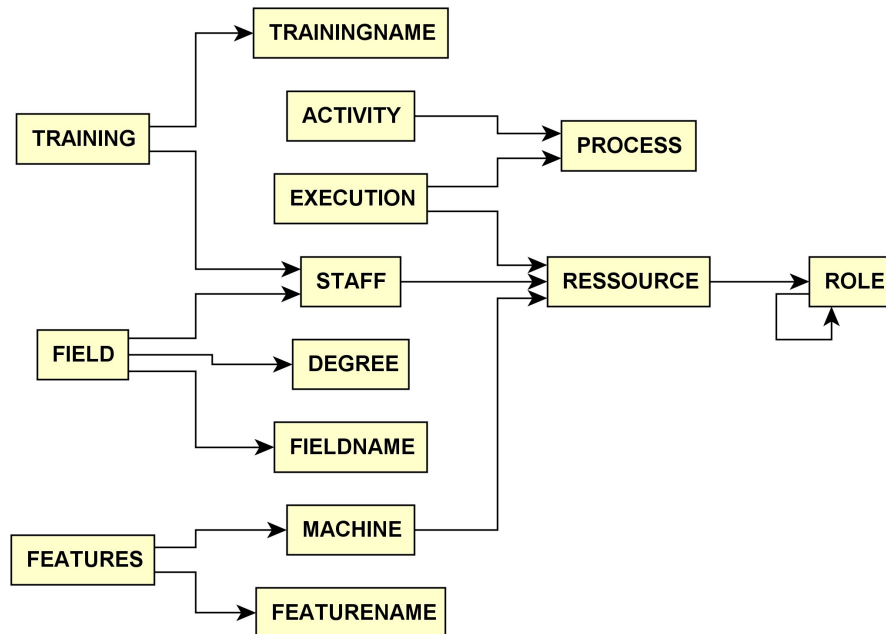 TRAININGNAME
ACTIVITY
TRAINING
PROCESS
EXECUTION
STAFF
RESSOURCE
ROLE
FIELD
DEGREE
FIELDNAME
MACHINE
FEATURES
FEATURENAME